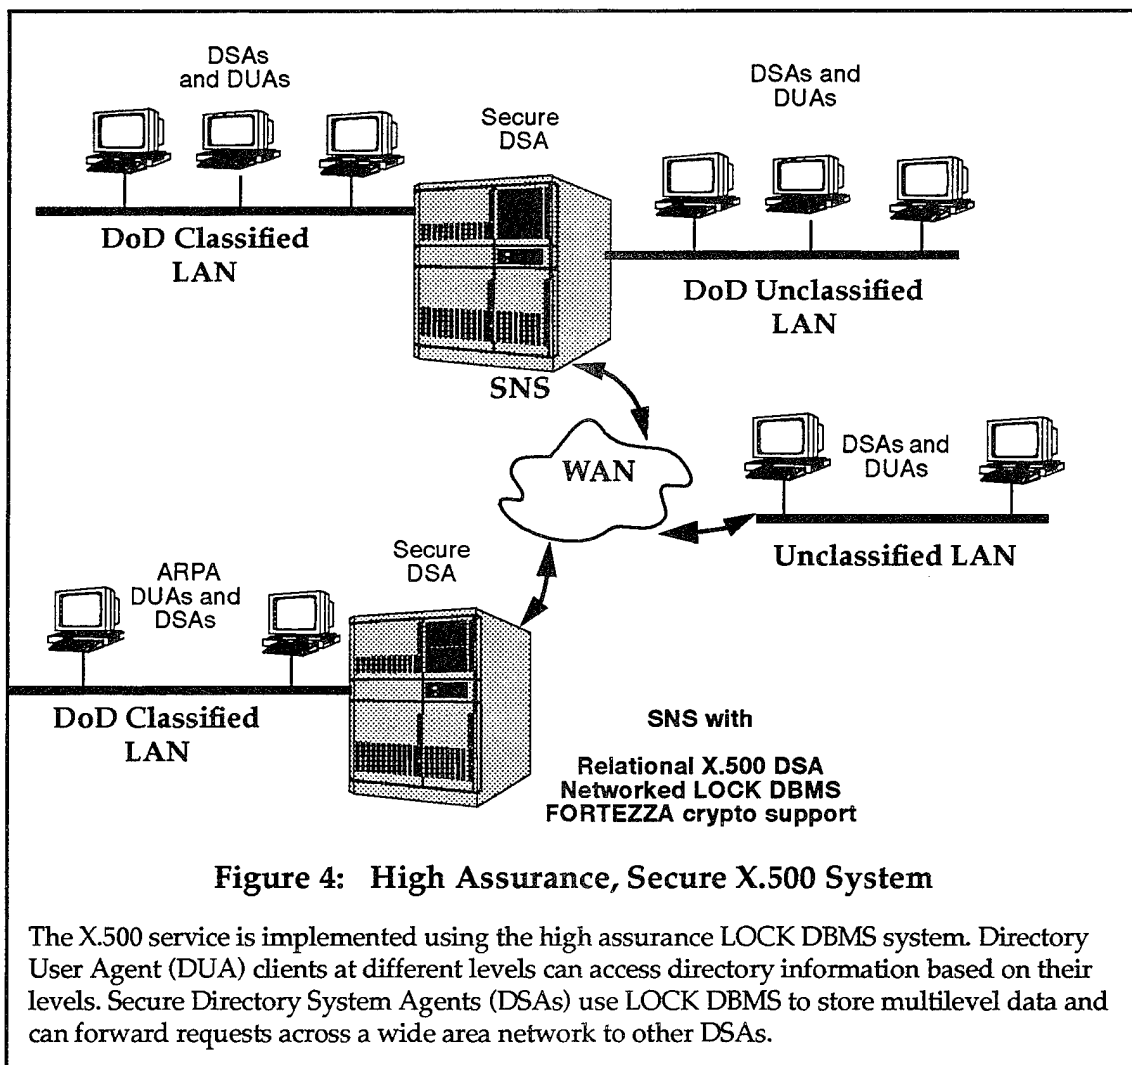 DSAs
and DUAs
DSAs and
DUAs
Secure
DSA
DoD Classified
LAN
DoD Unclassified
LAN
SNS
WAN
DSAs and
DUAs
Unclassified LAN
Secure
DSA
ARPA
DUAs and
DSAs
DoD Classified
LAN
SNS with
Relational X.500 DSA
Networked LOCK DBMS
FORTEZZA crypto support
Figure 4: High Assurance, Secure X.500 System
The X.500 service is implemented using the high assurance LOCK DBMS system. Directory
User Agent (DUA) clients at different levels can access directory information based on their
levels. Secure Directory System Agents (DSAs) use LOCK DBMS to store multilevel data and
can forward requests across a wide area network to other DSAs.